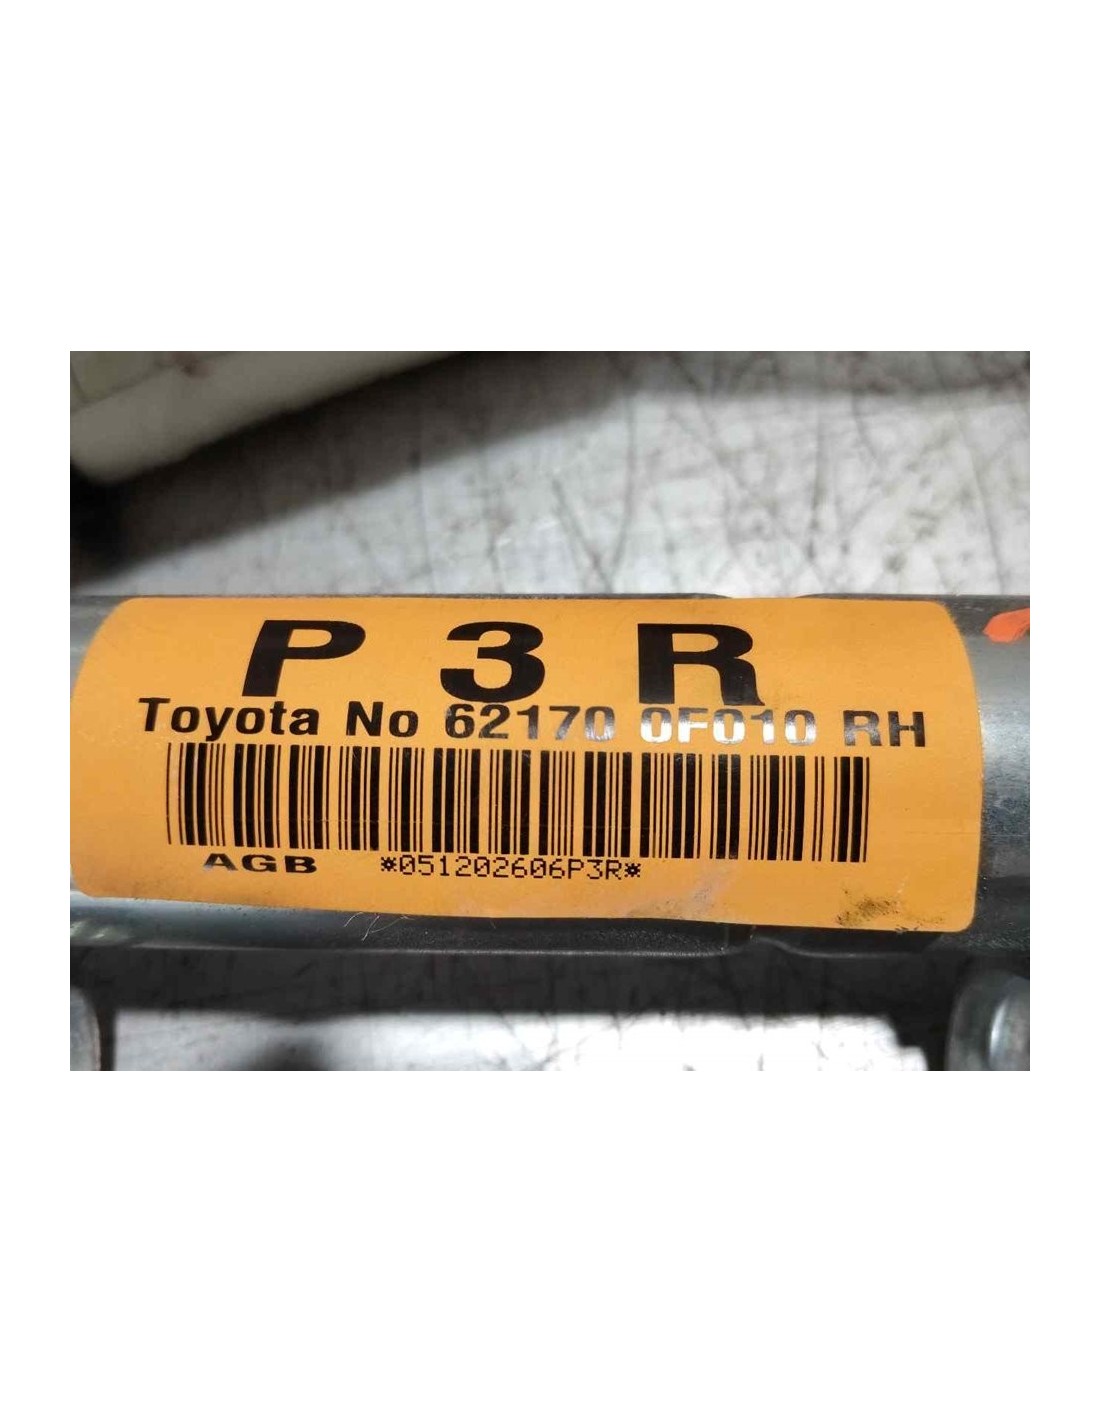 P 3 R
Toyota No 62170 0F010 RH
AGB *051202606P3R*